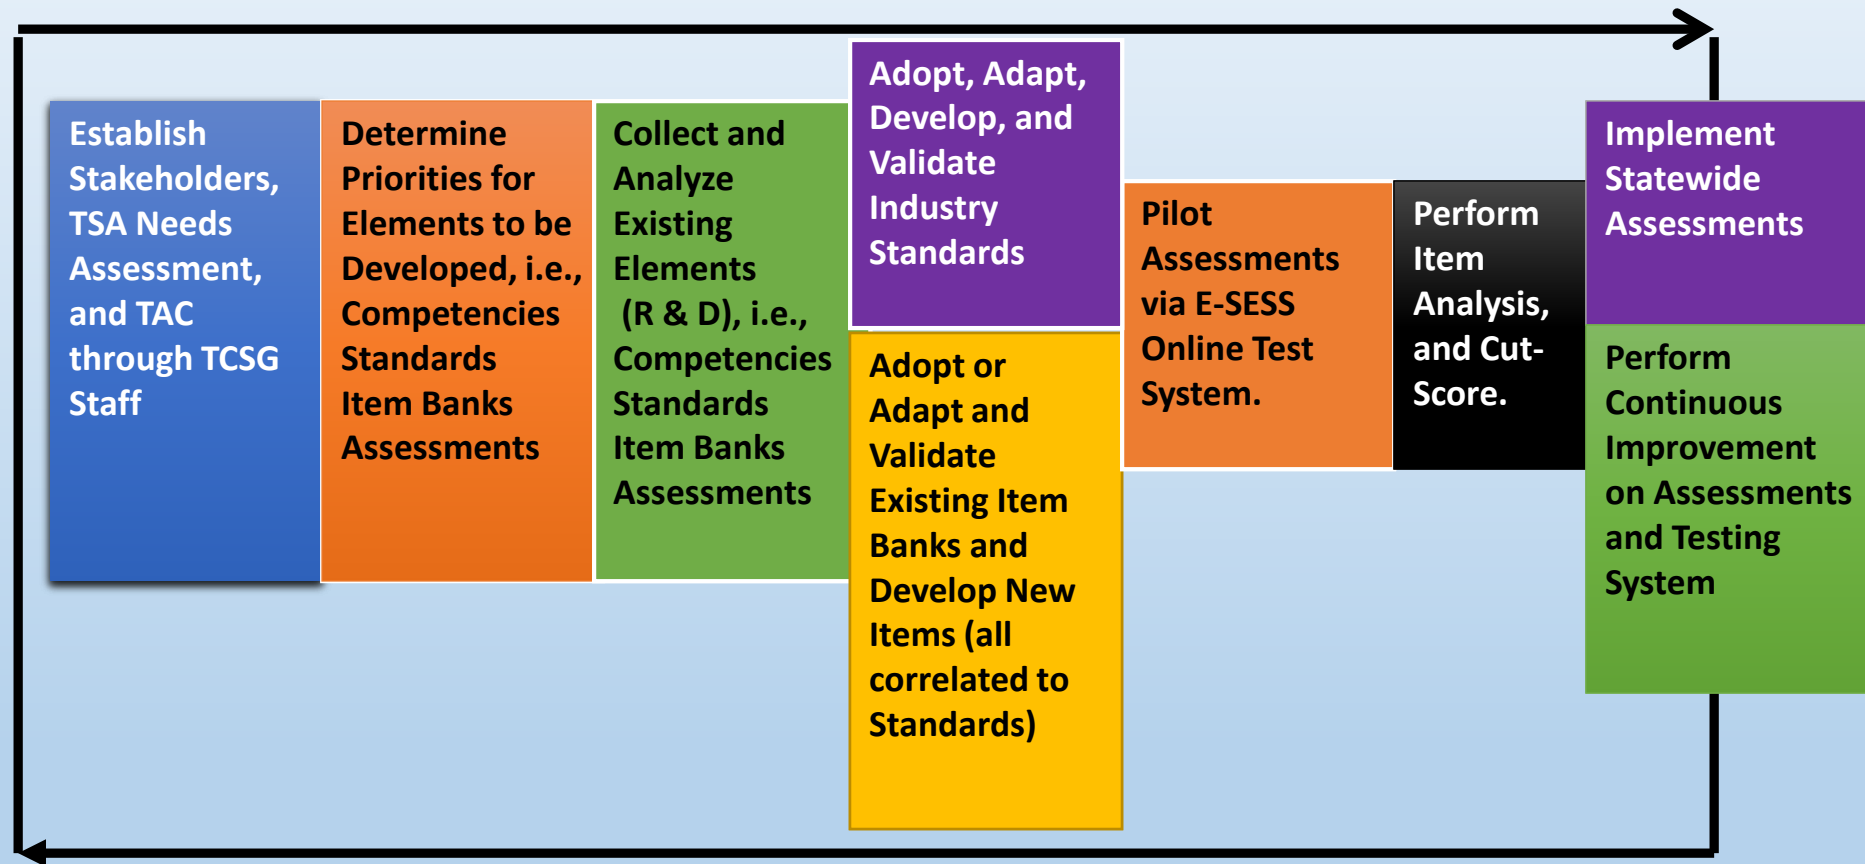 Establish
Stakeholders,
TSA Needs
Assessment,
and TAC
through TCSG
Staff
Determine
Priorities for
Elements to be
Developed, i.e.,
Competencies
Standards
Item Banks
Assessments
Collect and
Analyze
Existing
Elements
(R & D), i.e.,
Competencies
Standards
Item Banks
Assessments
Adopt, Adapt,
Develop, and
Validate
Industry
Standards
Adopt or
Adapt and
Validate
Existing Item
Banks and
Develop New
Items (all
correlated to
Standards)
Pilot
Assessments
via E-SESS
Online Test
System.
Perform
Item
Analysis,
and Cut-
Score.
Implement
Statewide
Assessments
Perform
Continuous
Improvement
on Assessments
and Testing
System